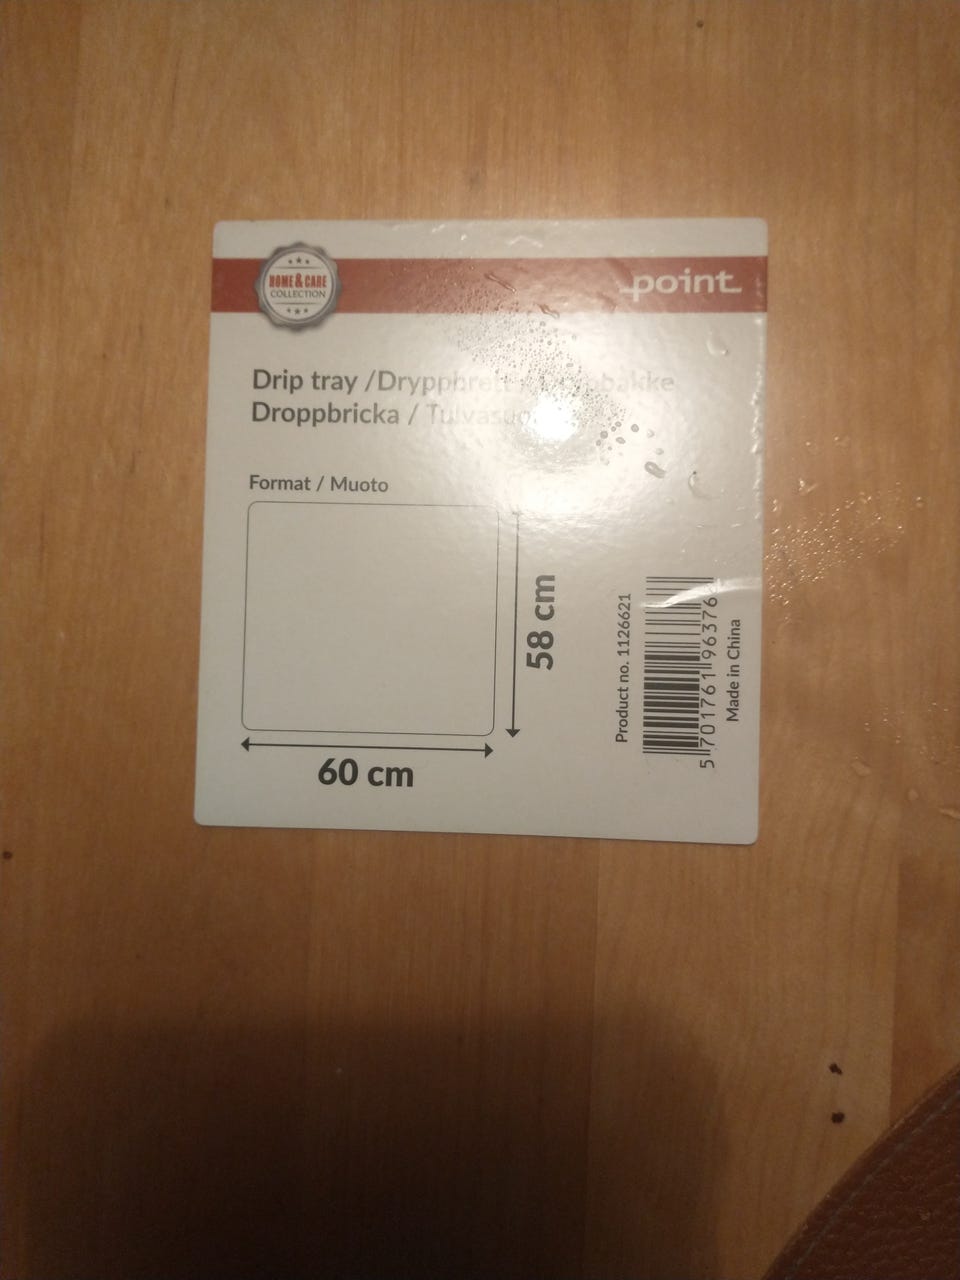 HOME & CARE
COLLECTION
point
Drip tray / Dryppbrett /
Droppbricka /
Format / Muoto
58 cm
60 cm
Product no. 1126621
5 701761 96376
Made in China